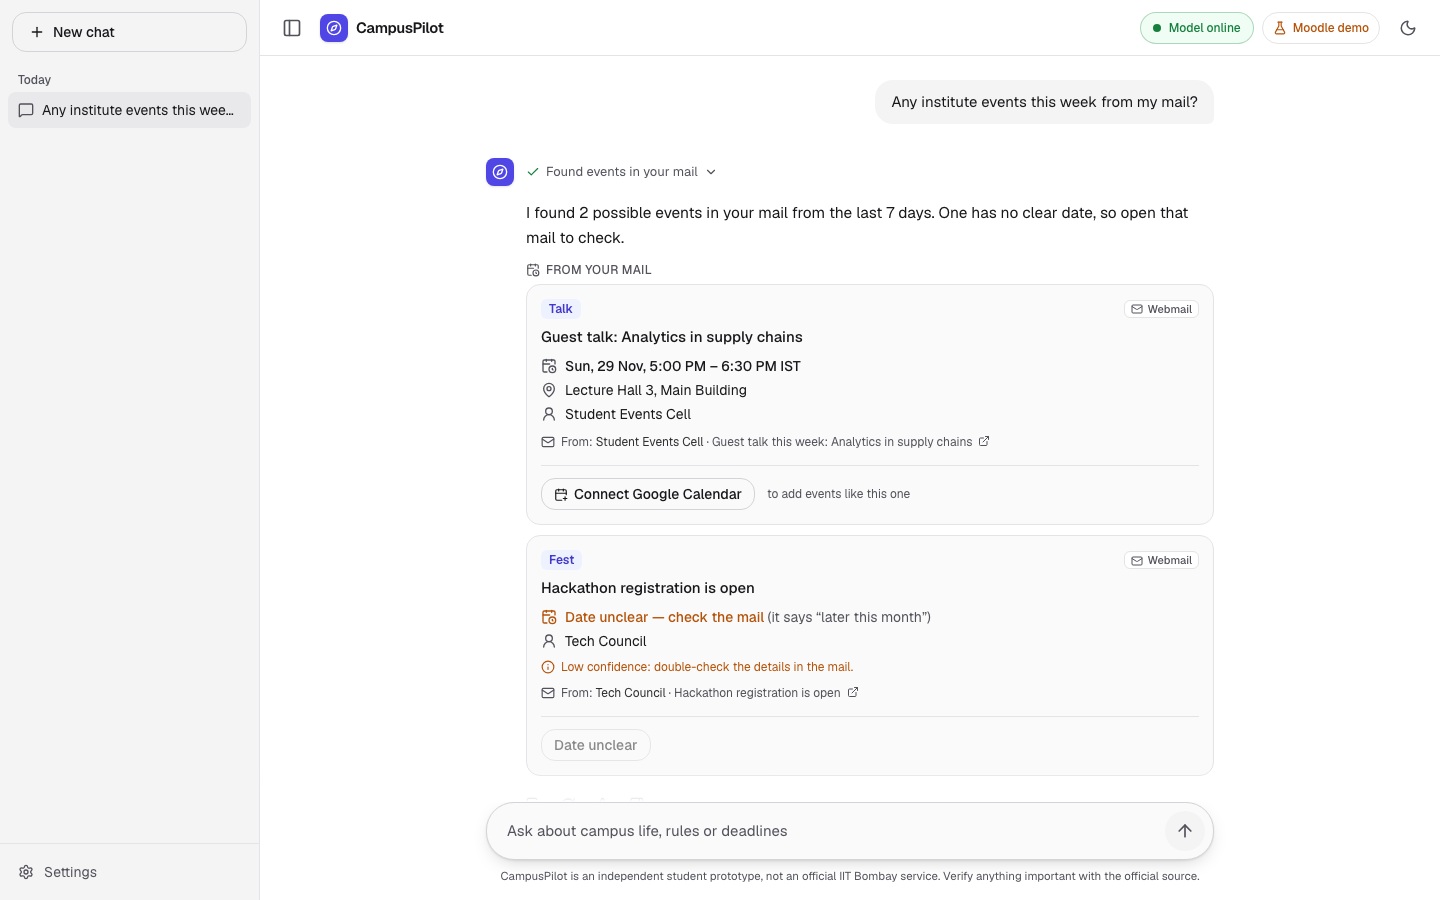 New chat
Today
Any institute events this wee...
Settings
CampusPilot
Model online
Moodle demo
Any institute events this week from my mail?
Found events in your mail
I found 2 possible events in your mail from the last 7 days. One has no clear date, so open that
mail to check.
FROM YOUR MAIL
Talk
Webmail
Guest talk: Analytics in supply chains
Sun, 29 Nov, 5:00 PM – 6:30 PM IST
Lecture Hall 3, Main Building
Student Events Cell
From: Student Events Cell · Guest talk this week: Analytics in supply chains
Connect Google Calendar to add events like this one
Fest
Webmail
Hackathon registration is open
Date unclear — check the mail (it says “later this month”)
Tech Council
Low confidence: double-check the details in the mail.
From: Tech Council · Hackathon registration is open
Date unclear
Ask about campus life, rules or deadlines
CampusPilot is an independent student prototype, not an official IIT Bombay service. Verify anything important with the official source.